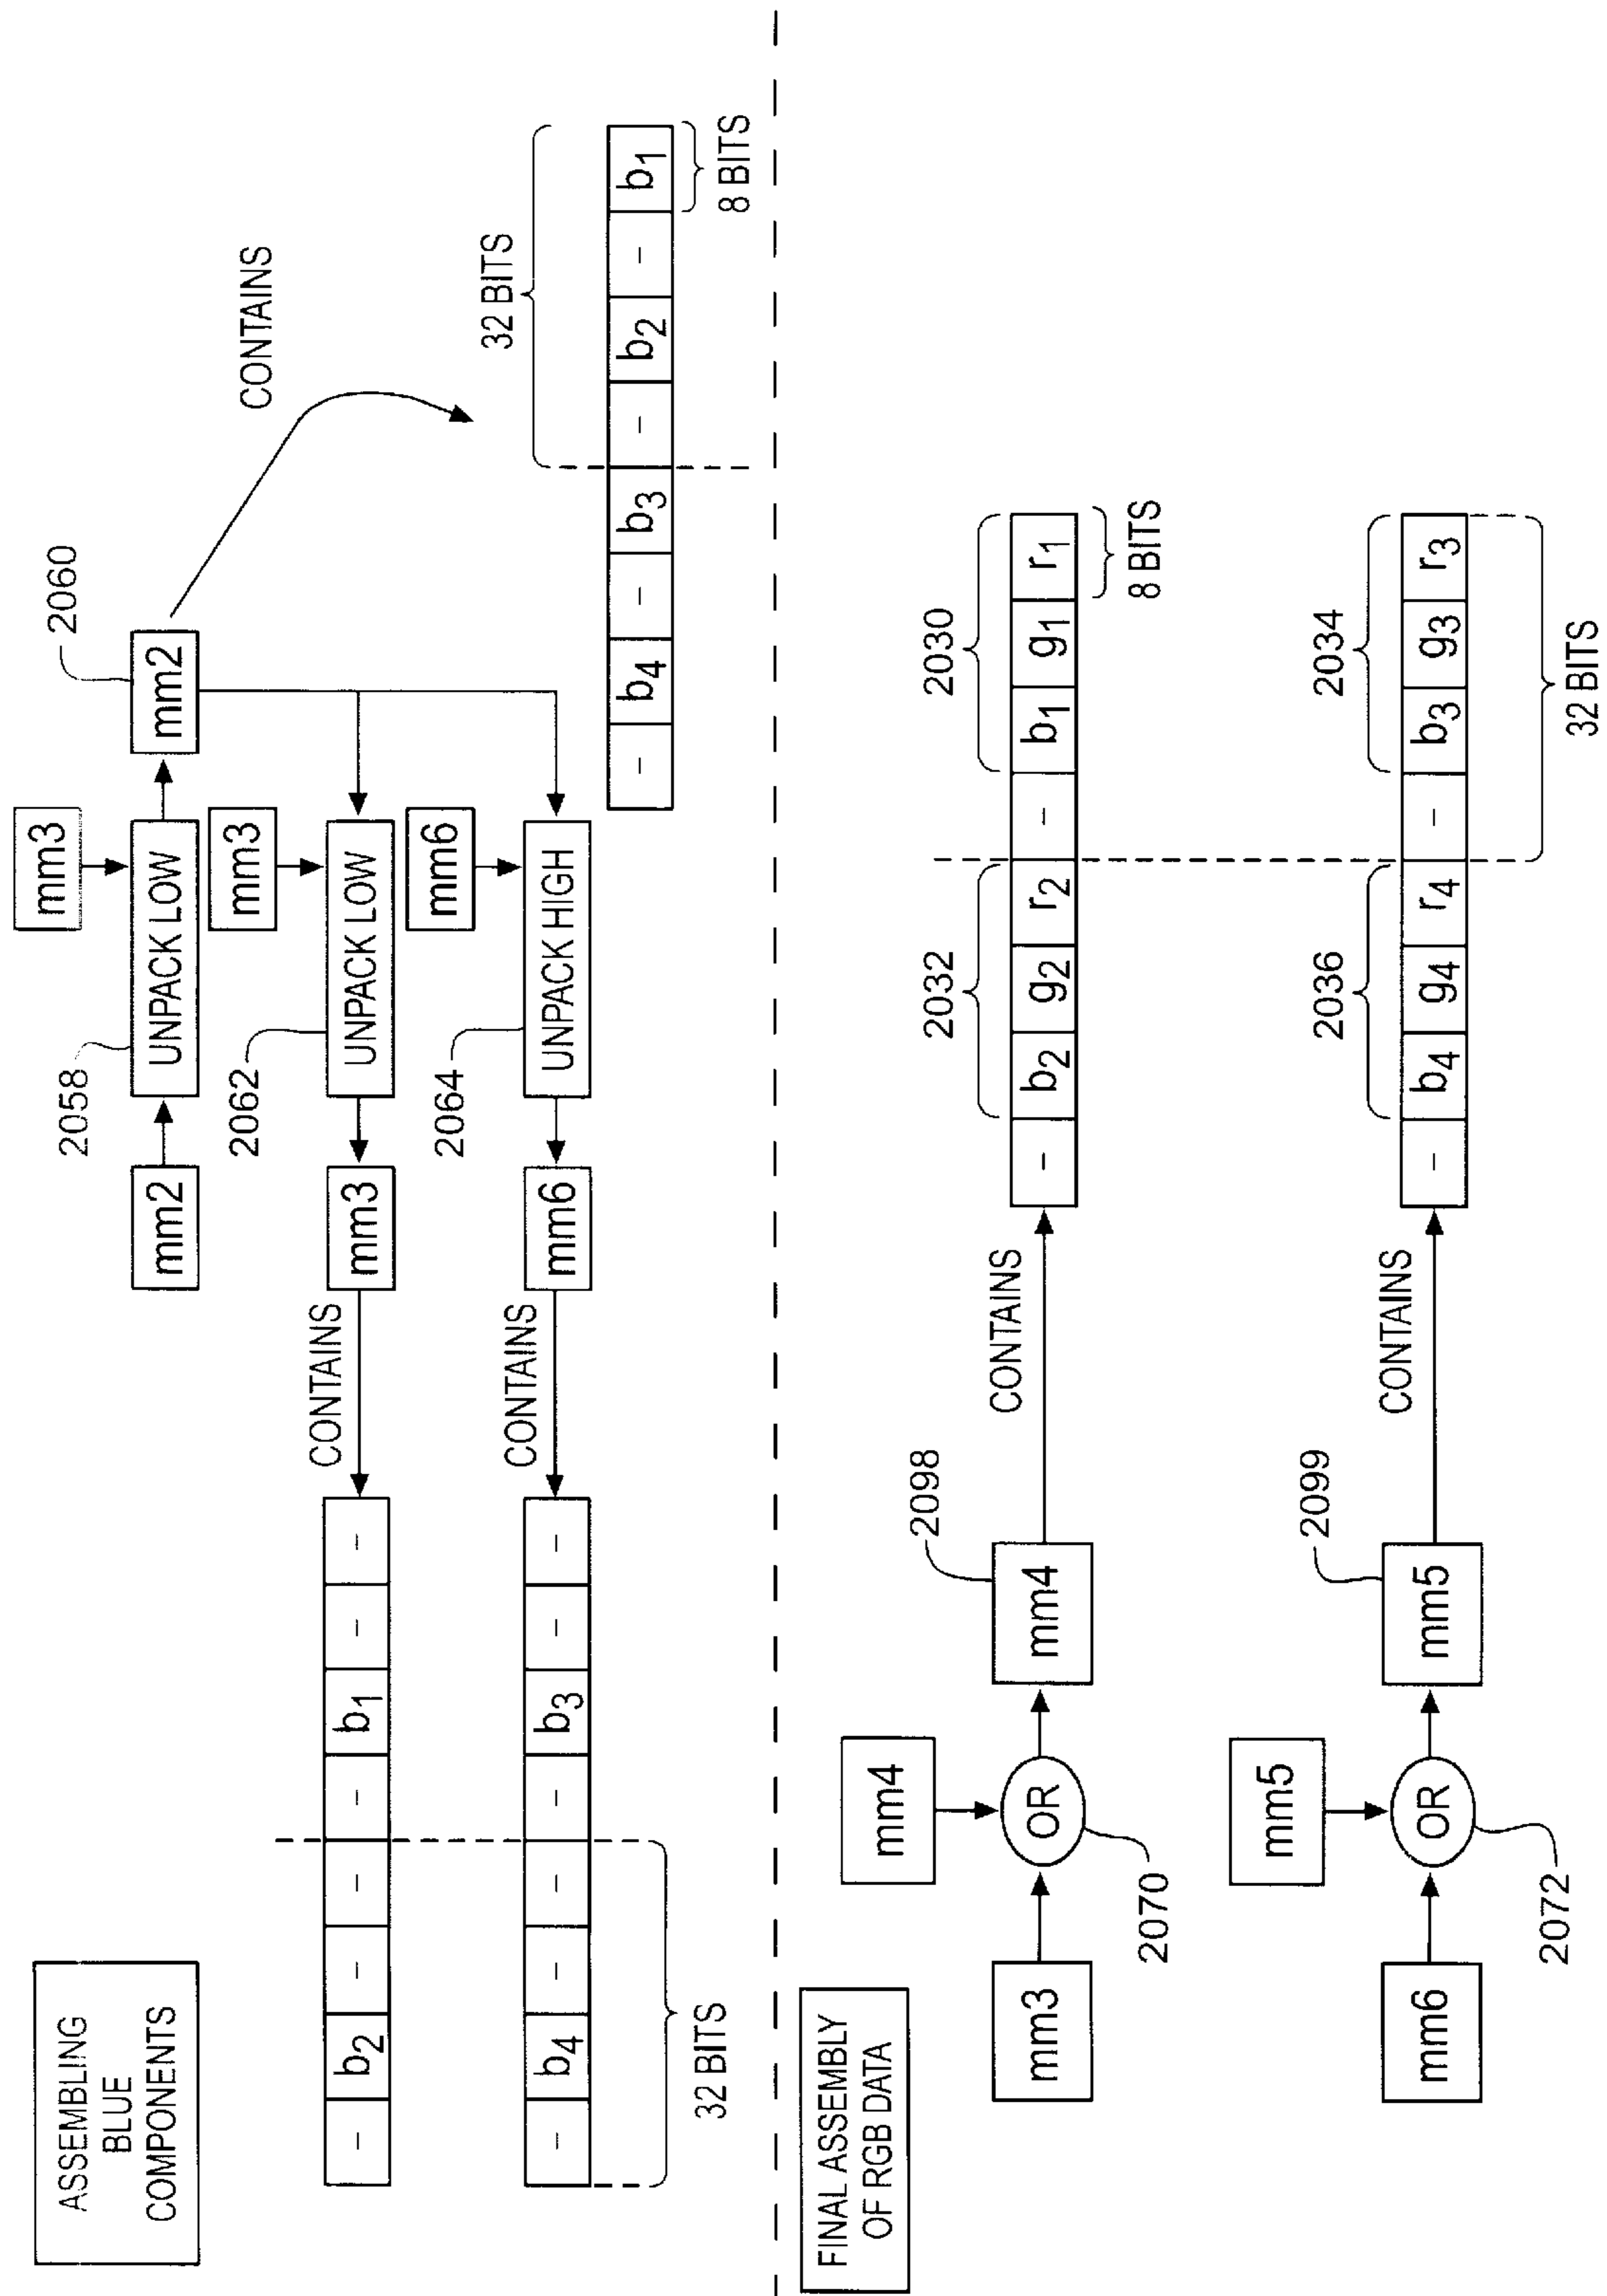 ASSEMBLING
BLUE
COMPONENTS
mm3
mm2
UNPACK LOW
mm2
2058
2060
CONTAINS
mm3
mm3
UNPACK LOW
2062
CONTAINS
- b2 - - - b1 - -
mm6
mm6
UNPACK HIGH
2064
CONTAINS
- b4 - - - b3 - -
32 BITS
32 BITS
- b4 - b3 - b2 - b1
8 BITS
FINAL ASSEMBLY
OF RGB DATA
mm4
mm3
OR
2070
mm4
2098
CONTAINS
2032
2030
- b2 g2 r2 - b1 g1 r1
8 BITS
mm5
mm6
OR
2072
mm5
2099
CONTAINS
2036
2034
- b4 g4 r4 - b3 g3 r3
32 BITS